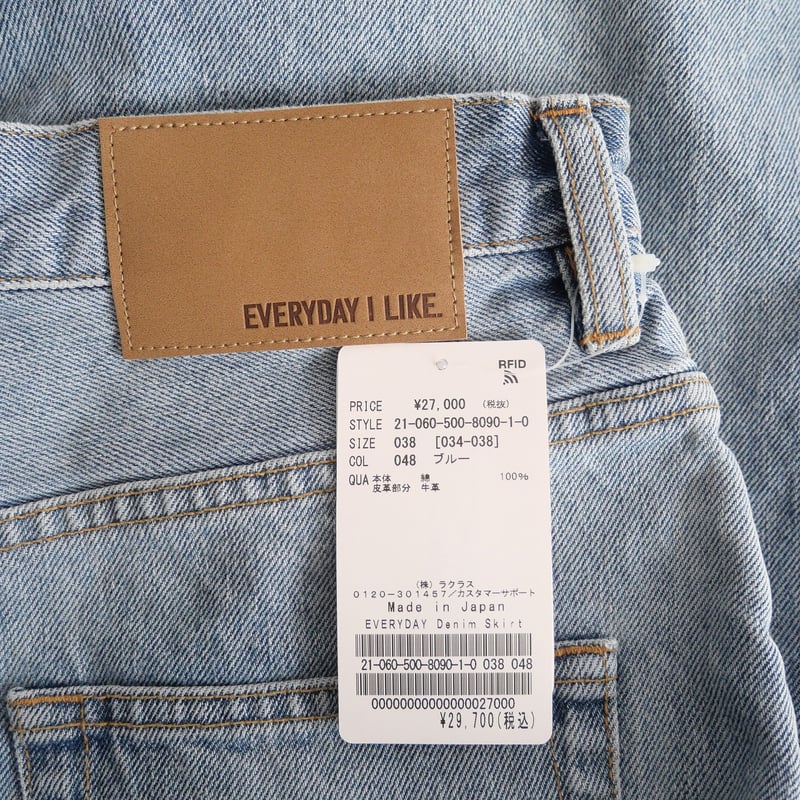 EVERYDAY I LIKE.
RFID
PRICE ¥27,000 (税抜)
STYLE 21-060-500-8090-1-0
SIZE 038 [034-038]
COL 048 ブルー
QUA 本体 綿 100%
皮革部分 牛革
(株) ラクラス
0120-301457/カスタマーサポート
Made in Japan
EVERYDAY Denim Skirt
21-060-500-8090-1-0 038 048
00000000000000027000
¥29,700(税込)